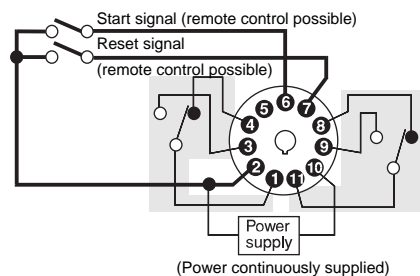 Start signal (remote control possible)
Reset signal
(remote control possible)
5 6 7
4 8
3 9
2 10
1 11
Power
supply
(Power continuously supplied)